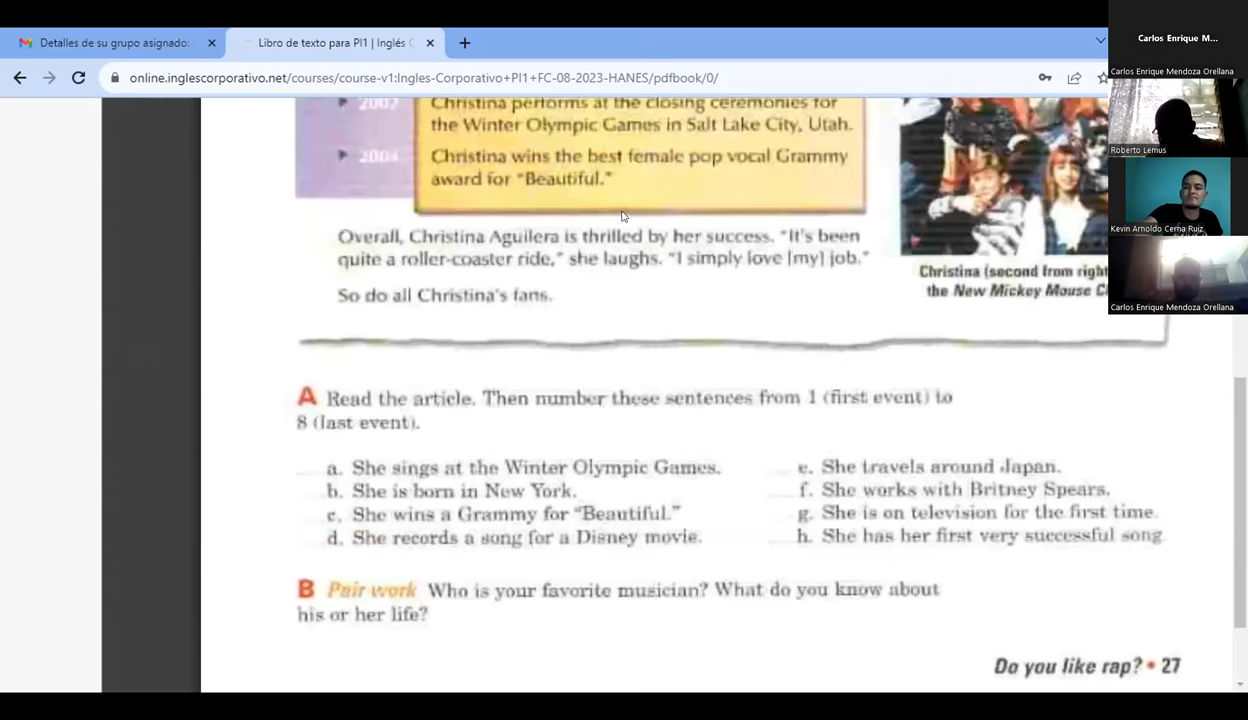 Detalles de su grupo asignado:
Libro de texto para PI1 | Inglés C
online.inglescorporativo.net/courses/course-v1:Ingles-Corporativo+PI1+FC-08-2023-HANES/pdfbook/0/
Carlos Enrique M...
Carlos Enrique Mendoza Orellana
Roberto Lemus
Kevin Arnoldo Cerna Ruiz
Carlos Enrique Mendoza Orellana
2002 Christina performs at the closing ceremonies for
the Winter Olympic Games in Salt Lake City, Utah.
2004 Christina wins the best female pop vocal Grammy
award for "Beautiful."
Overall, Christina Aguilera is thrilled by her success. "It's been
quite a roller-coaster ride," she laughs. "I simply love [my] job."
So do all Christina's fans.
Christina (second from right
the New Mickey Mouse C
A Read the article. Then number these sentences from 1 (first event) to
8 (last event).
a. She sings at the Winter Olympic Games.
b. She is born in New York.
c. She wins a Grammy for "Beautiful."
d. She records a song for a Disney movie.
e. She travels around Japan.
f. She works with Britney Spears.
g. She is on television for the first time.
h. She has her first very successful song
B Pair work Who is your favorite musician? What do you know about
his or her life?
Do you like rap? • 27